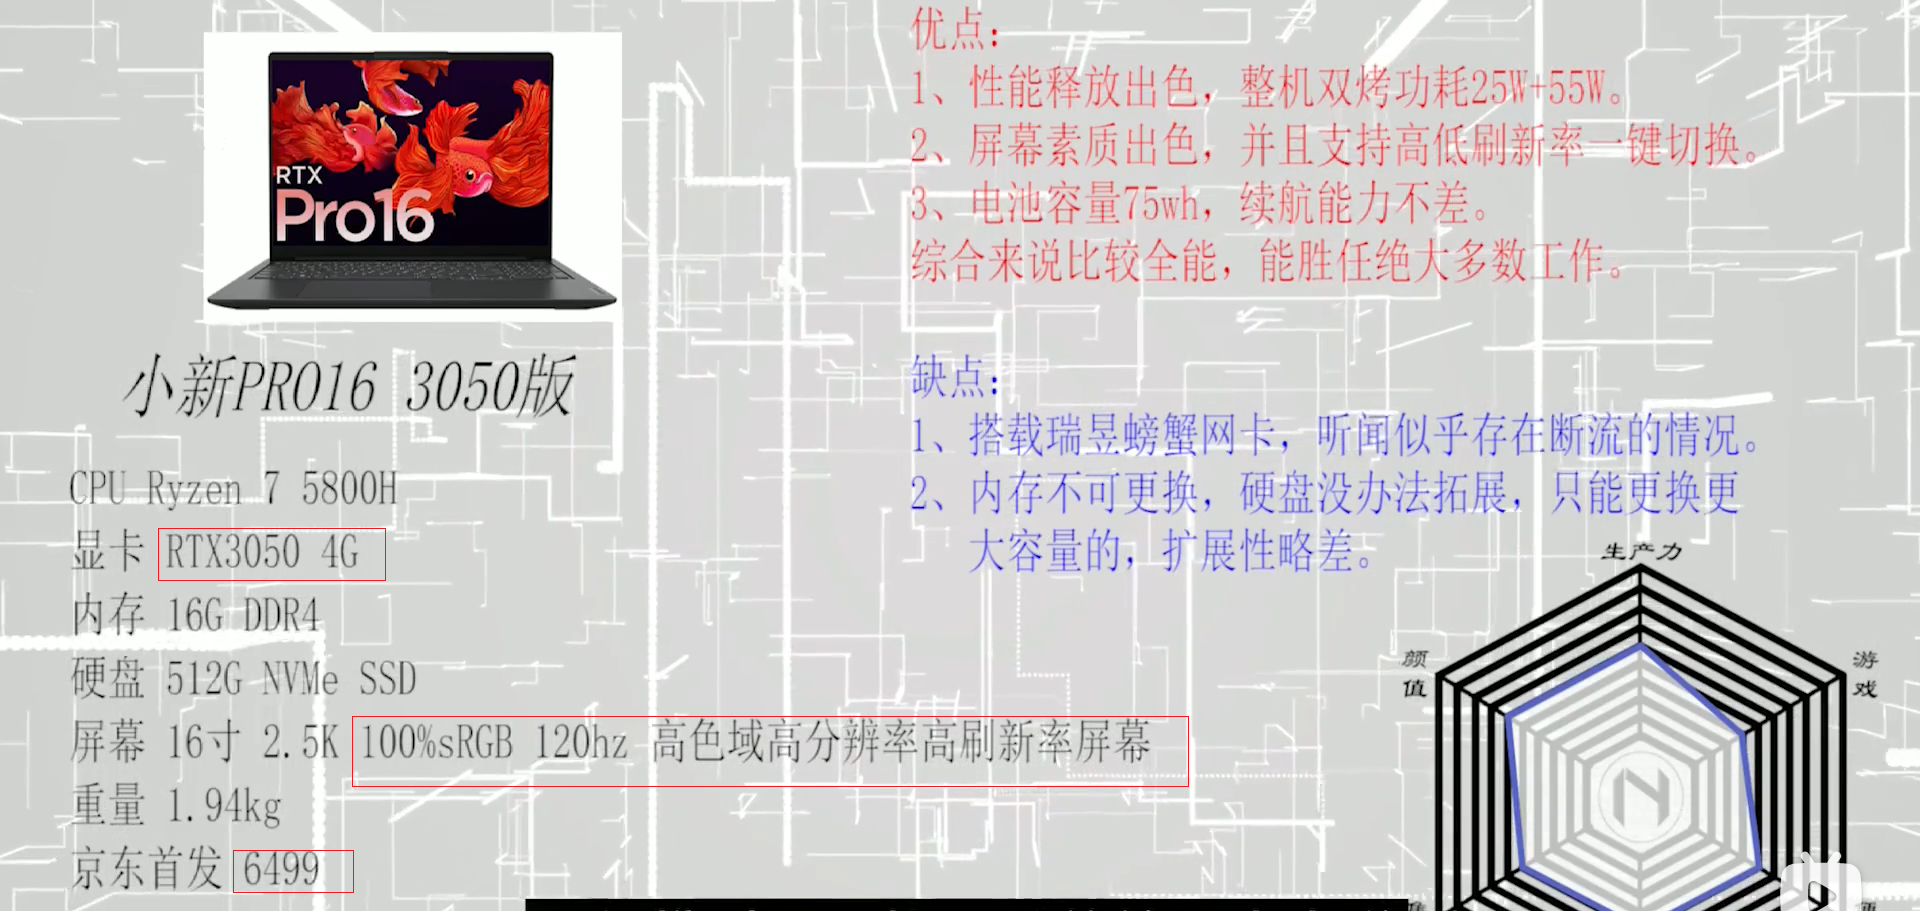 RTX
Pro16
小新PRO16 3050版
CPU Ryzen 7 5800H
显卡 RTX3050 4G
内存 16G DDR4
硬盘 512G NVMe SSD
屏幕 16寸 2.5K 100%sRGB 120hz 高色域高分辨率高刷新率屏幕
重量 1.94kg
京东首发 6499
优点:
1、性能释放出色，整机双烤功耗25W+55W。
2、屏幕素质出色，并且支持高低刷新率一键切换。
3、电池容量75wh，续航能力不差。
综合来说比较全能，能胜任绝大多数工作。
缺点:
1、搭载瑞昱螃蟹网卡，听闻似乎存在断流的情况。
2、内存不可更换，硬盘没办法拓展，只能更换更
大容量的，扩展性略差。
生产力
颜值
游戏
N